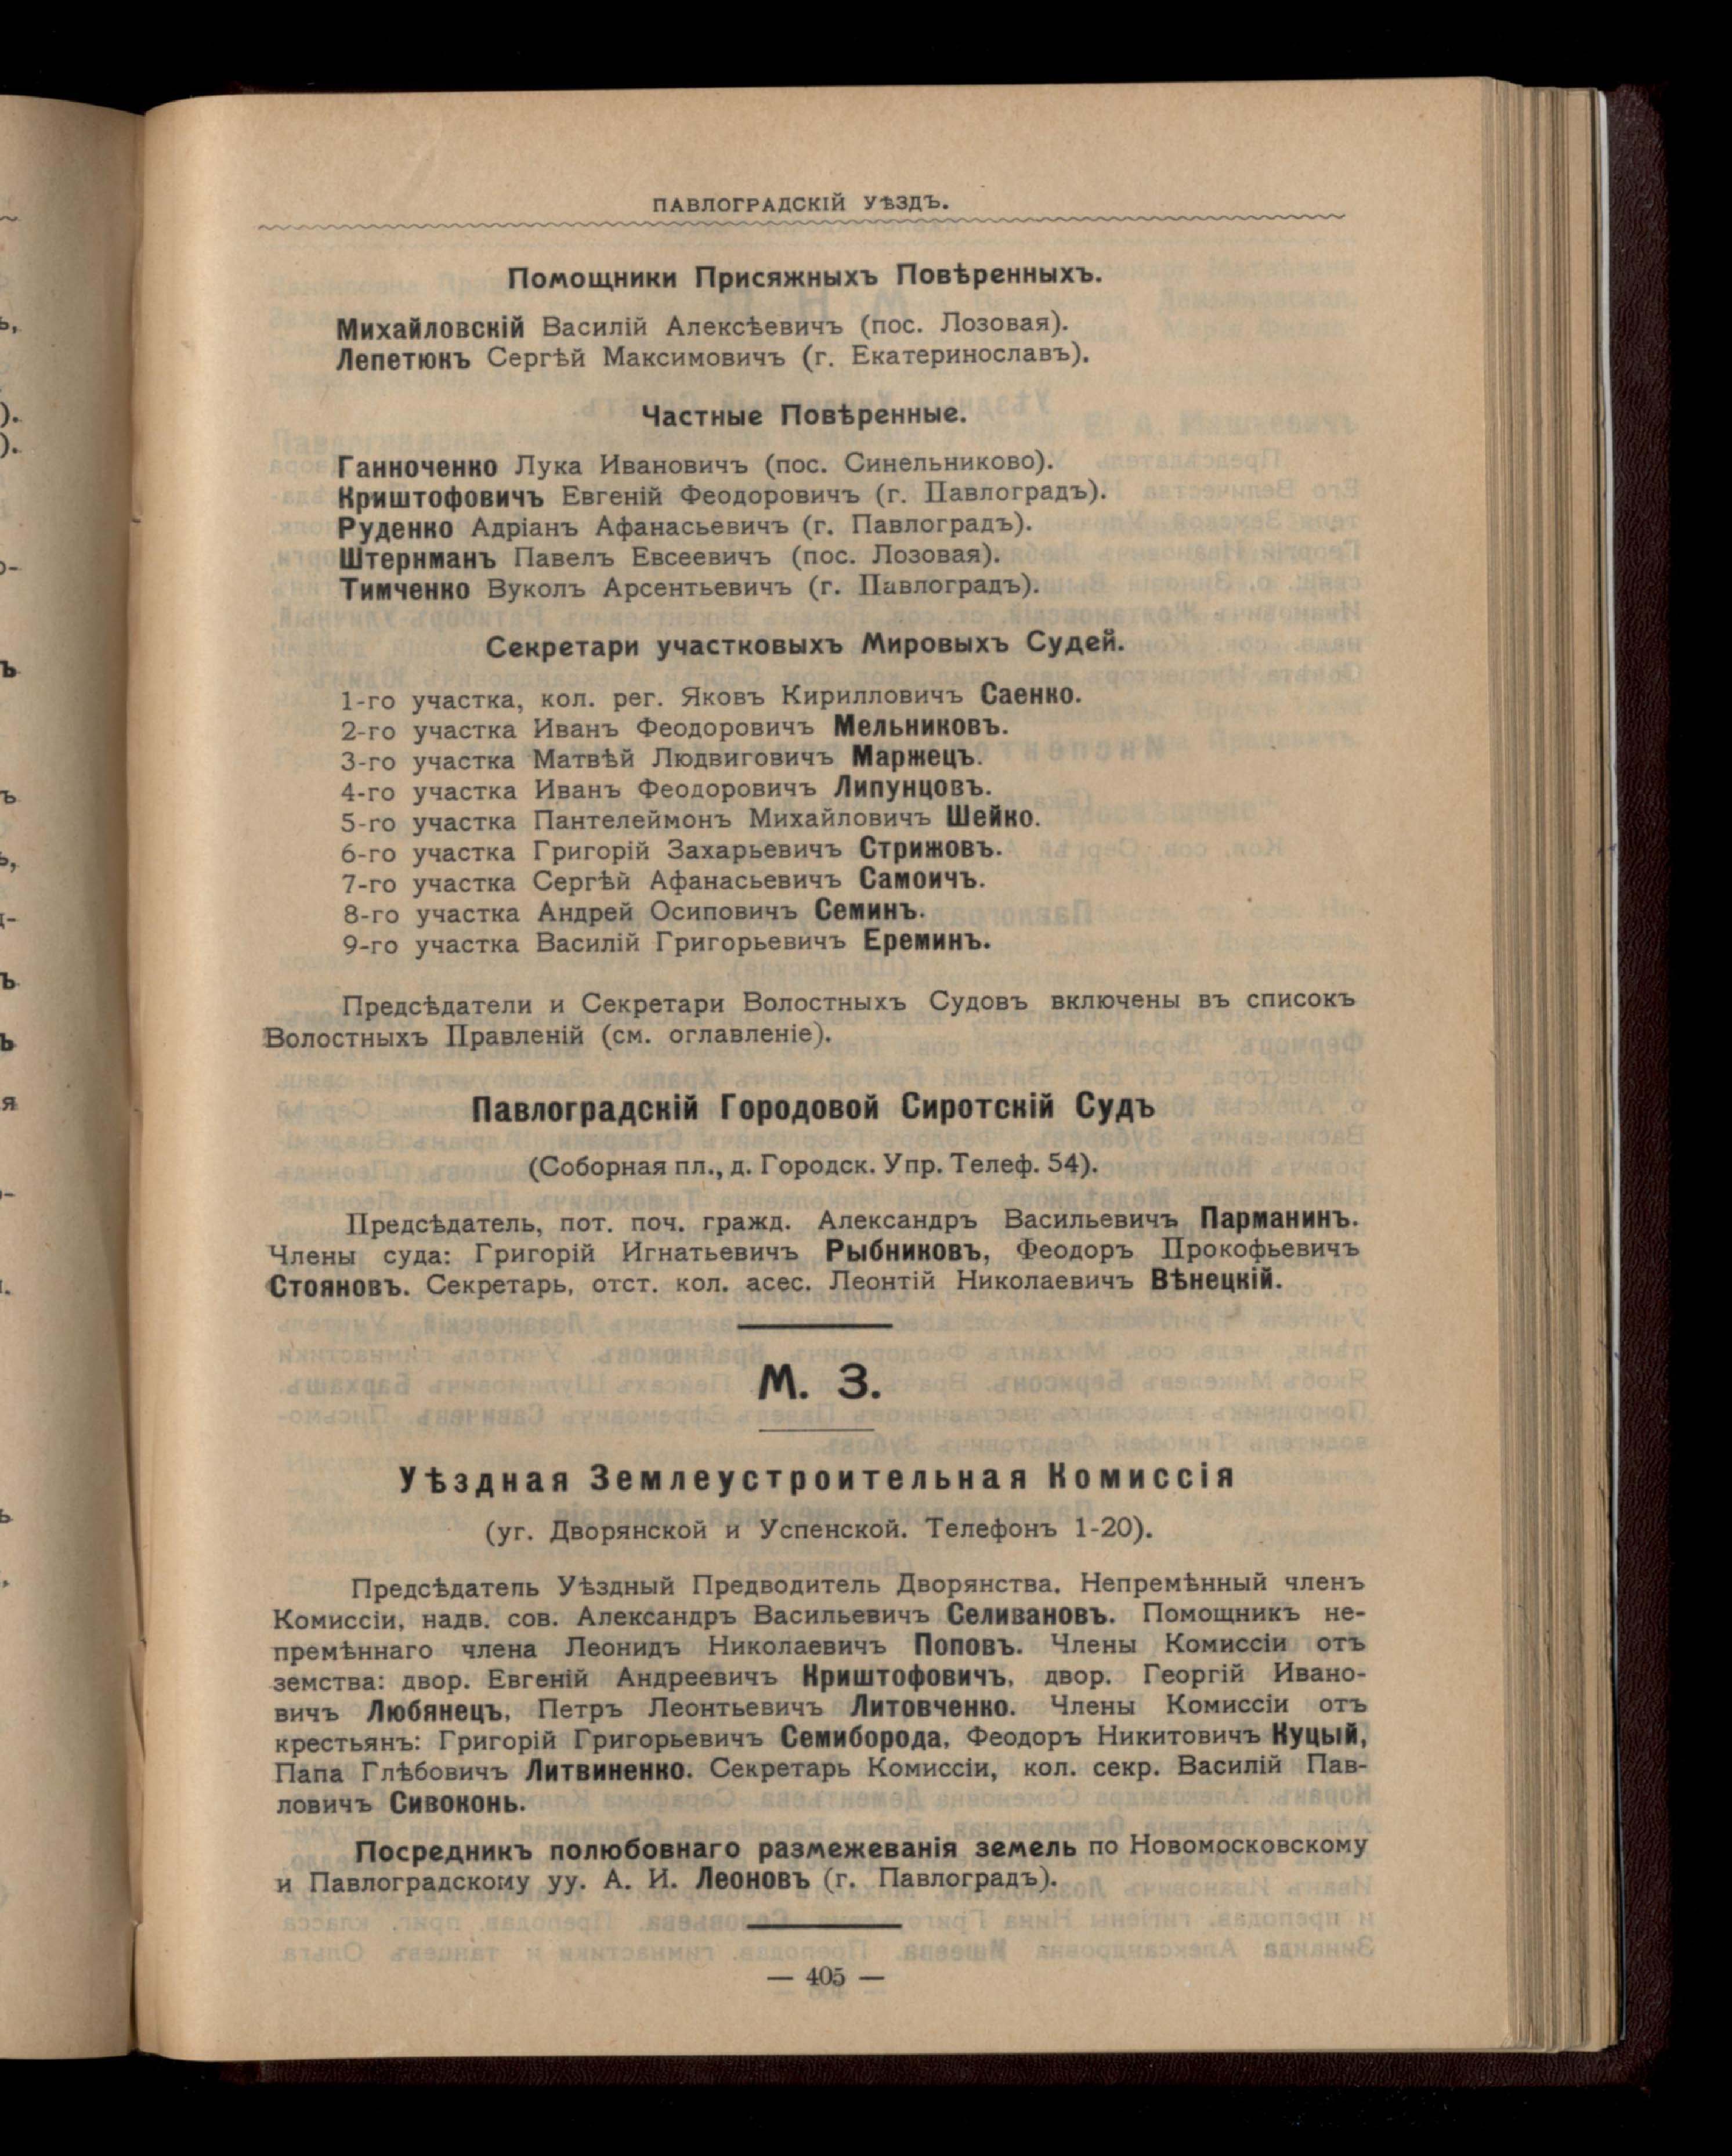 ПАВЛОГРАДСКІЙ УѢЗДЪ.
Помощники Присяжныхъ Повѣренныхъ.
Михайловскій Василій Алексѣевичъ (пос. Лозовая).
Лепетюкъ Сергѣй Максимовичъ (г. Екатеринославъ).
Частные Повѣренные.
Ганноченко Лука Ивановичъ (пос. Синельниково).
Криштофовичъ Евгеній Феодоровичъ (г. Павлоградъ).
Руденко Адріанъ Афанасьевичъ (г. Павлоградъ).
Штернманъ Павелъ Евсеевичъ (пос. Лозовая).
Тимченко Вуколъ Арсентьевичъ (г. Павлоградъ).
Секретари участковыхъ Мировыхъ Судей.
1-го участка, кол. рег. Яковъ Кирилловичъ Саенко.
2-го участка Иванъ Феодоровичъ Мельниковъ.
3-го участка Матвѣй Людвиговичъ Маржецъ.
4-го участка Иванъ Феодоровичъ Липунцовъ.
5-го участка Пантелеймонъ Михайловичъ Шейко.
6-го участка Григорій Захарьевичъ Стрижовъ.
7-го участка Сергѣй Афанасьевичъ Самоичъ.
8-го участка Андрей Осиповичъ Семинъ.
9-го участка Василій Григорьевичъ Ереминъ.
Предсѣдатели и Секретари Волостныхъ Судовъ включены въ списокъ
Волостныхъ Правленій (см. оглавленіе).
Павлоградскій Городовой Сиротскій Судъ
(Соборная пл., д. Городск. Упр. Телеф. 54).
Предсѣдатель, пот. поч. гражд. Александръ Васильевичъ Парманинъ.
Члены суда: Григорій Игнатьевичъ Рыбниковъ, Феодоръ Прокофьевичъ
Стояновъ. Секретарь, отст. кол. асес. Леонтій Николаевичъ Вѣнецкій.
М. З.
Уѣздная Землеустроительная Комиссія
(уг. Дворянской и Успенской. Телефонъ 1-20).
Предсѣдатель Уѣздный Предводитель Дворянства. Непремѣнный членъ
Комиссіи, надв. сов. Александръ Васильевичъ Селивановъ. Помощникъ не-
премѣннаго члена Леонидъ Николаевичъ Поповъ. Члены Комиссіи отъ
земства: двор. Евгеній Андреевичъ Криштофовичъ, двор. Георгій Ивано-
вичъ Любянецъ, Петръ Леонтьевичъ Литовченко. Члены Комиссіи отъ
крестьянъ: Григорій Григорьевичъ Семиборода, Феодоръ Никитовичъ Куцый,
Папа Глѣбовичъ Литвиненко. Секретарь Комиссіи, кол. секр. Василій Пав-
ловичъ Сивоконь.
Посредникъ полюбовнаго размежеванія земель по Новомосковскому
и Павлоградскому уу. А. И. Леоновъ (г. Павлоградъ).
— 405 —